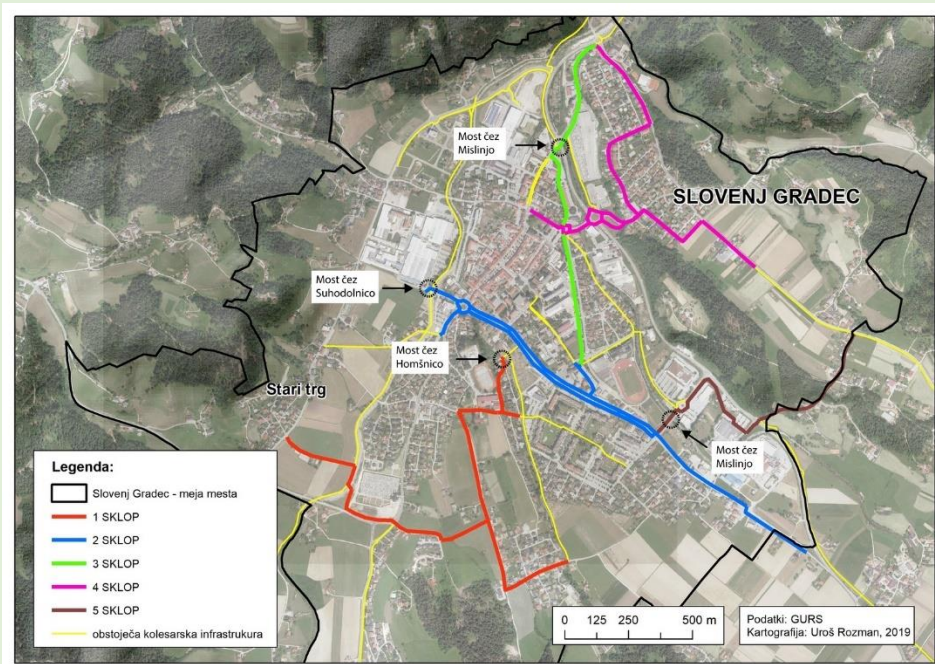 Most čez
Mislinjo
SLOVENJ GRADEC
Most čez
Suhodolnico
Most čez
Homšnico
Stari trg
Most čez
Mislinjo
Legenda:
Slovenj Gradec - meja mesta
1 SKLOP
2 SKLOP
3 SKLOP
4 SKLOP
5 SKLOP
obstoječa kolesarska infrastrukura
0 125 250 500 m
Podatki: GURS
Kartografija: Uroš Rozman, 2019